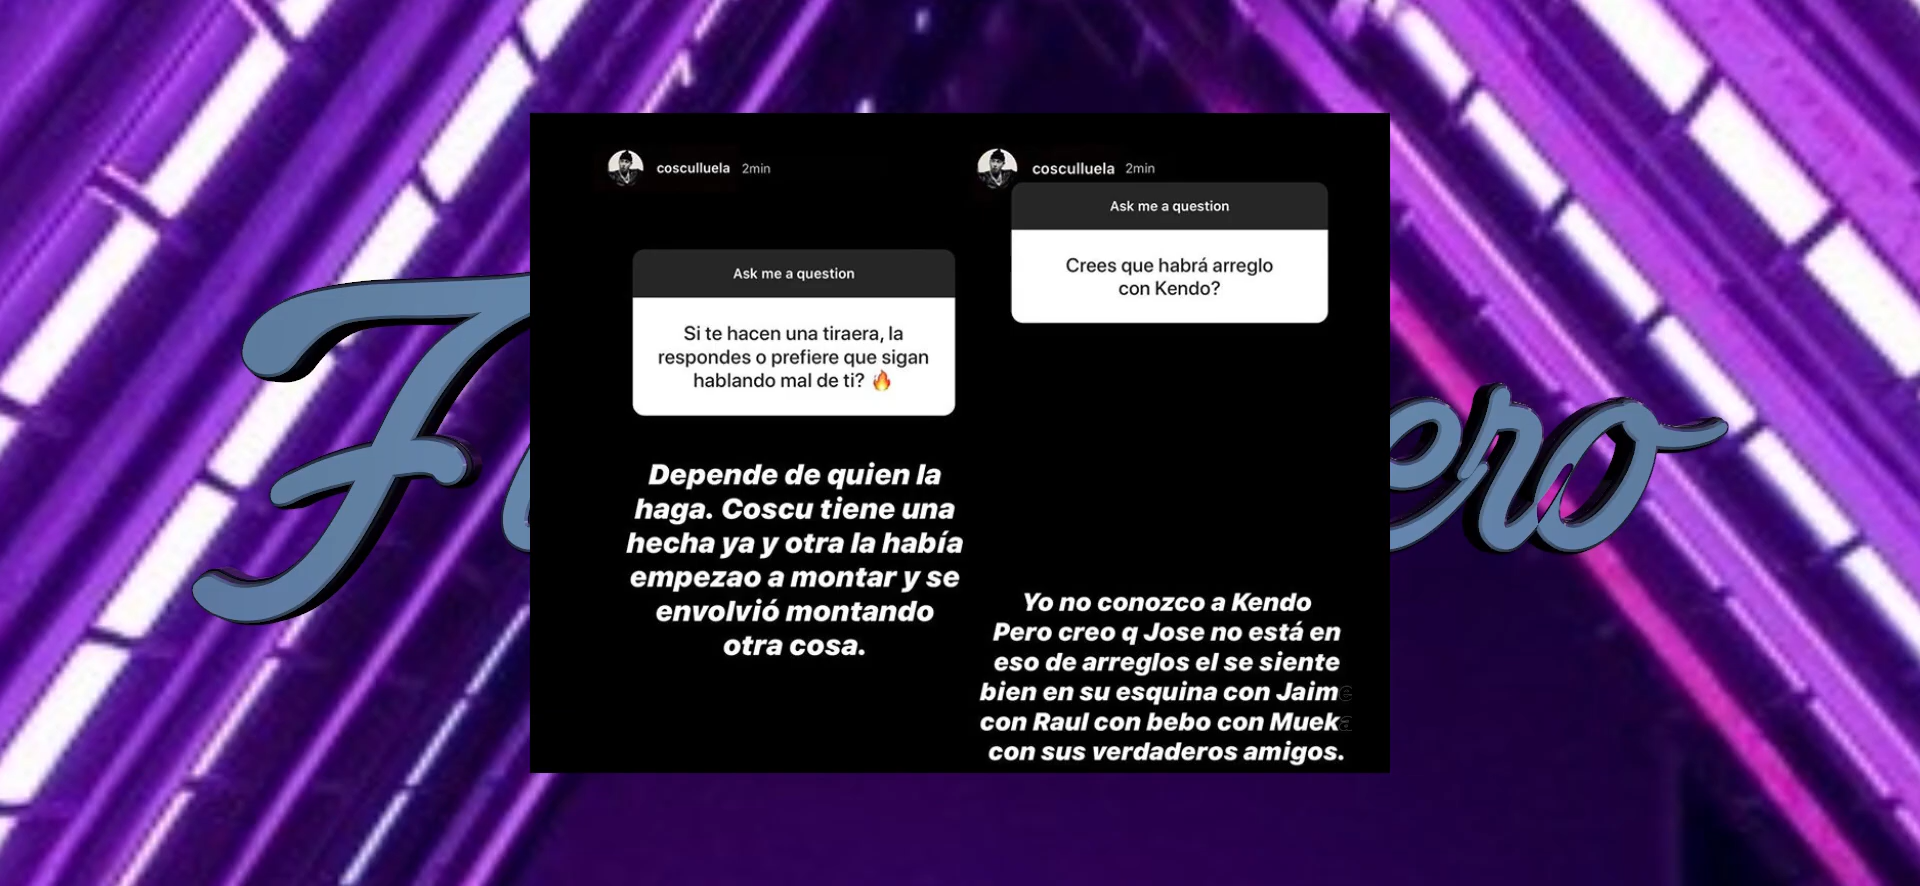 cosculluela 2min
Ask me a question
Si te hacen una tiraera, la
respondes o prefiere que sigan
hablando mal de ti? 🔥
Depende de quien la
haga. Coscu tiene una
hecha ya y otra la había
empezao a montar y se
envolvió montando
otra cosa.
cosculluela 2min
Ask me a question
Crees que habrá arreglo
con Kendo?
Yo no conozco a Kendo
Pero creo q Jose no está en
eso de arreglos el se siente
bien en su esquina con Jaime
con Raul con bebo con Mueka
con sus verdaderos amigos.